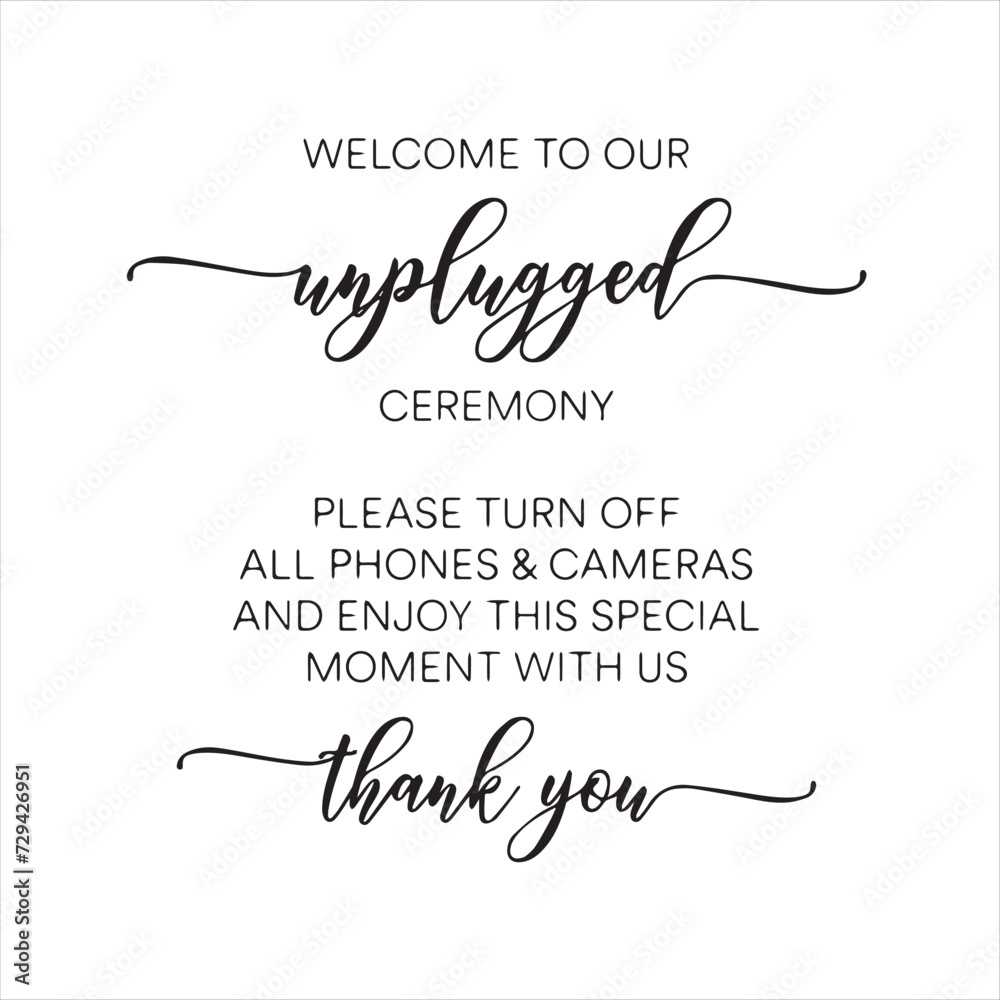 WELCOME TO OUR
unplugged
CEREMONY
PLEASE TURN OFF
ALL PHONES & CAMERAS
AND ENJOY THIS SPECIAL
MOMENT WITH US
thank you
Adobe Stock | #729426951